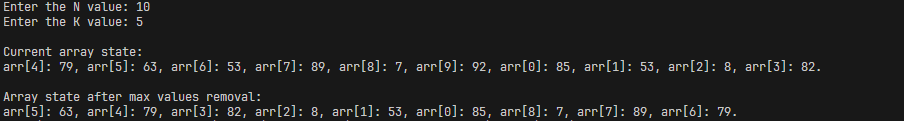 Enter the N value: 10
Enter the K value: 5
Current array state:
arr[4]: 79, arr[5]: 63, arr[6]: 53, arr[7]: 89, arr[8]: 7, arr[9]: 92, arr[0]: 85, arr[1]: 53, arr[2]: 8, arr[3]: 82.
Array state after max values removal:
arr[5]: 63, arr[4]: 79, arr[3]: 82, arr[2]: 8, arr[1]: 53, arr[0]: 85, arr[8]: 7, arr[7]: 89, arr[6]: 79.